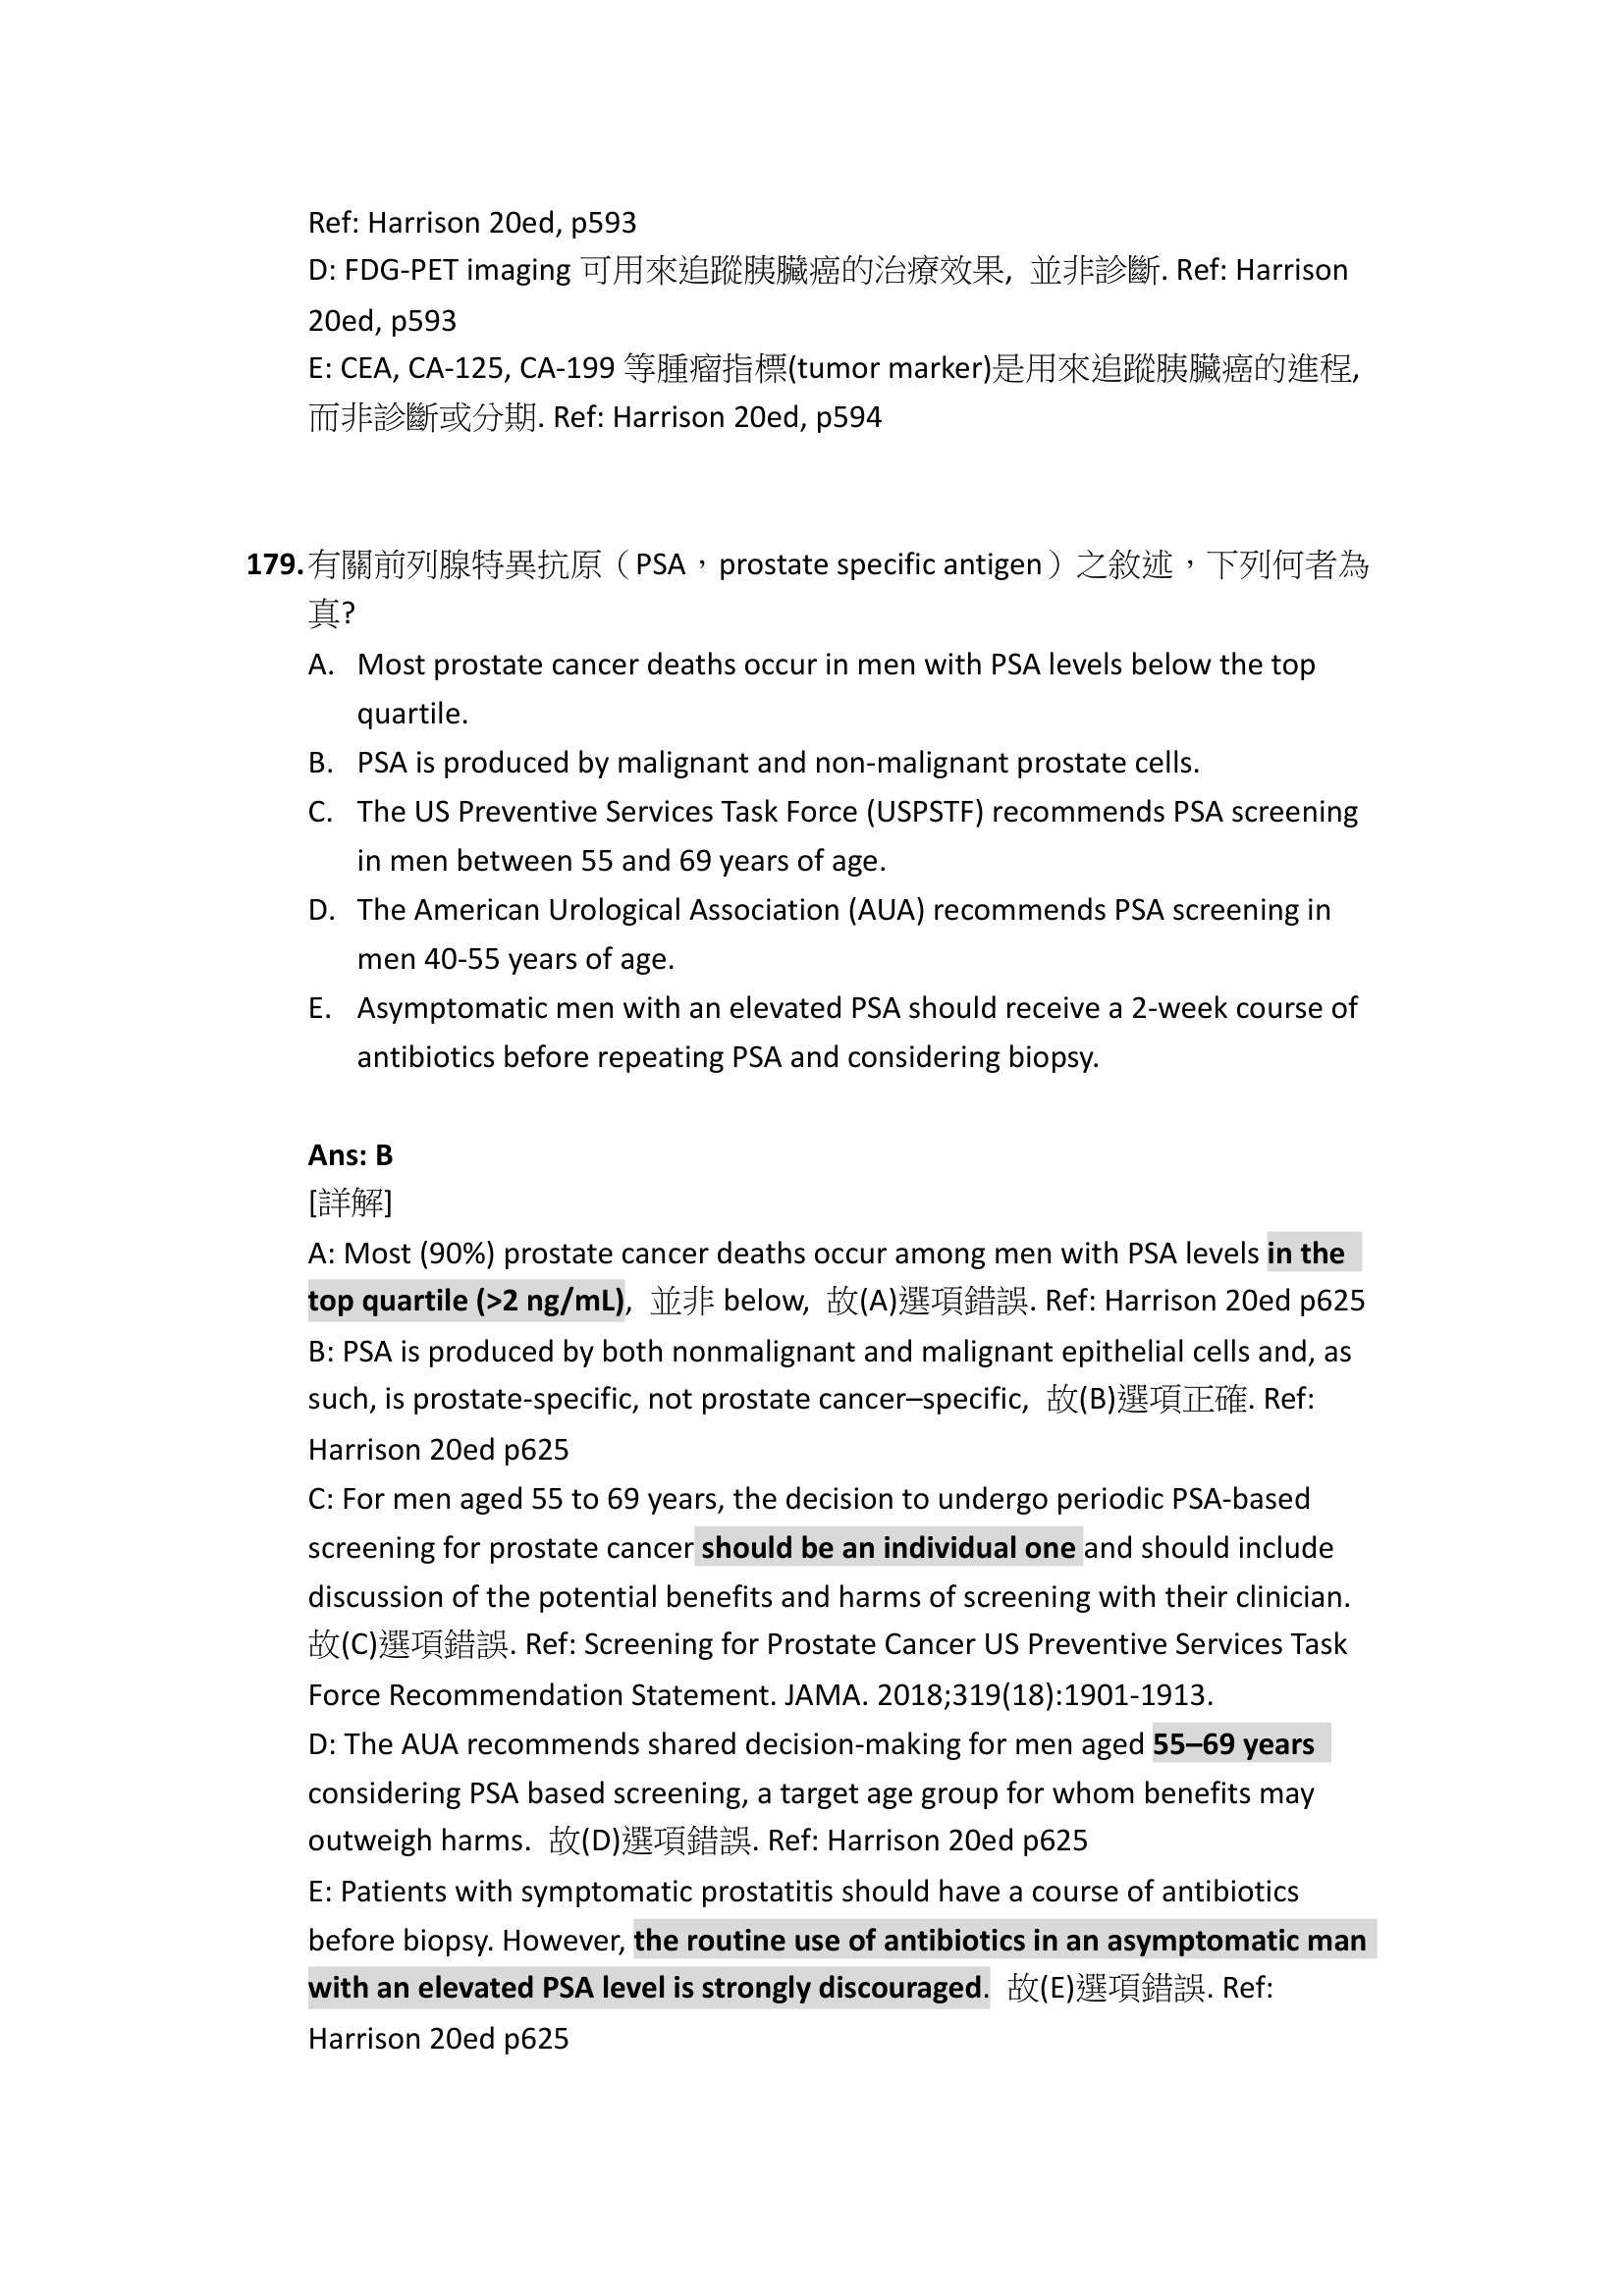 Ref: Harrison 20ed, p593
D: FDG-PET imaging 可用來追蹤胰臟癌的治療效果, 並非診斷. Ref: Harrison
20ed, p593
E: CEA, CA-125, CA-199 等腫瘤指標(tumor marker)是用來追蹤胰臟癌的進程,
而非診斷或分期. Ref: Harrison 20ed, p594
179. 有關前列腺特異抗原（PSA，prostate specific antigen）之敘述，下列何者為
真?
A. Most prostate cancer deaths occur in men with PSA levels below the top
quartile.
B. PSA is produced by malignant and non-malignant prostate cells.
C. The US Preventive Services Task Force (USPSTF) recommends PSA screening
in men between 55 and 69 years of age.
D. The American Urological Association (AUA) recommends PSA screening in
men 40-55 years of age.
E. Asymptomatic men with an elevated PSA should receive a 2-week course of
antibiotics before repeating PSA and considering biopsy.
Ans: B
[詳解]
A: Most (90%) prostate cancer deaths occur among men with PSA levels in the
top quartile (>2 ng/mL), 並非 below, 故(A)選項錯誤. Ref: Harrison 20ed p625
B: PSA is produced by both nonmalignant and malignant epithelial cells and, as
such, is prostate-specific, not prostate cancer–specific, 故(B)選項正確. Ref:
Harrison 20ed p625
C: For men aged 55 to 69 years, the decision to undergo periodic PSA-based
screening for prostate cancer should be an individual one and should include
discussion of the potential benefits and harms of screening with their clinician.
故(C)選項錯誤. Ref: Screening for Prostate Cancer US Preventive Services Task
Force Recommendation Statement. JAMA. 2018;319(18):1901-1913.
D: The AUA recommends shared decision-making for men aged 55–69 years
considering PSA based screening, a target age group for whom benefits may
outweigh harms. 故(D)選項錯誤. Ref: Harrison 20ed p625
E: Patients with symptomatic prostatitis should have a course of antibiotics
before biopsy. However, the routine use of antibiotics in an asymptomatic man
with an elevated PSA level is strongly discouraged. 故(E)選項錯誤. Ref:
Harrison 20ed p625